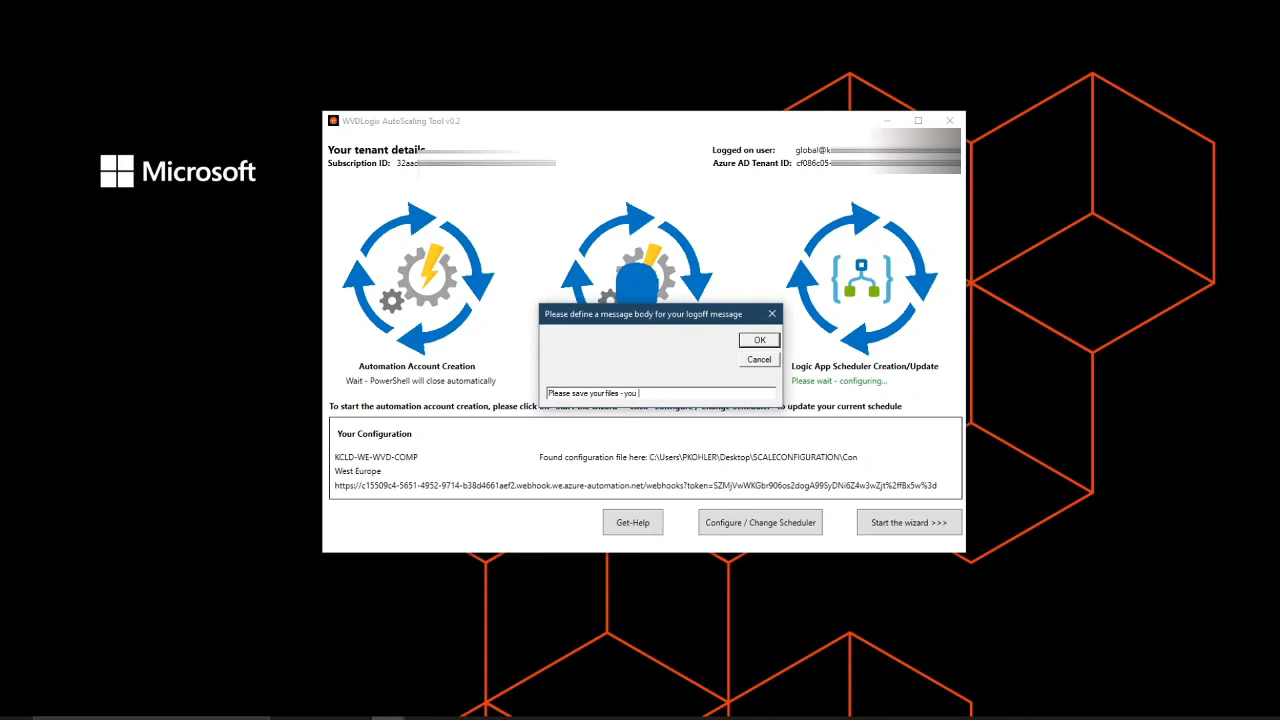 Microsoft
WVDLogix AutoScaling Tool v0.2
Your tenant details
Subscription ID:
Logged on user: global@k
Azure AD Tenant ID: cf086c05-
Please define a message body for your logoff message
OK
Cancel
Please save your files - you
Automation Account Creation
Wait - PowerShell will close automatically
Logic App Scheduler Creation/Update
Please wait - configuring...
To start the automation account creation, please click on to update your current schedule
Your Configuration
KCLD-WE-WVD-COMP
Found configuration file here: C:\Users\PKOHLER\Desktop\SCALECONFIGURATION\Con
West Europe
https://c15509c4-5651-4952-9714-b38d4661aef2.webhook.we.azure-automation.net/webhooks?token=SZMjVwWKGbr906os2dogA99SyDNi6Z4w3wZjt%2ffBx5w%3d
Get-Help
Configure / Change Scheduler
Start the wizard >>>